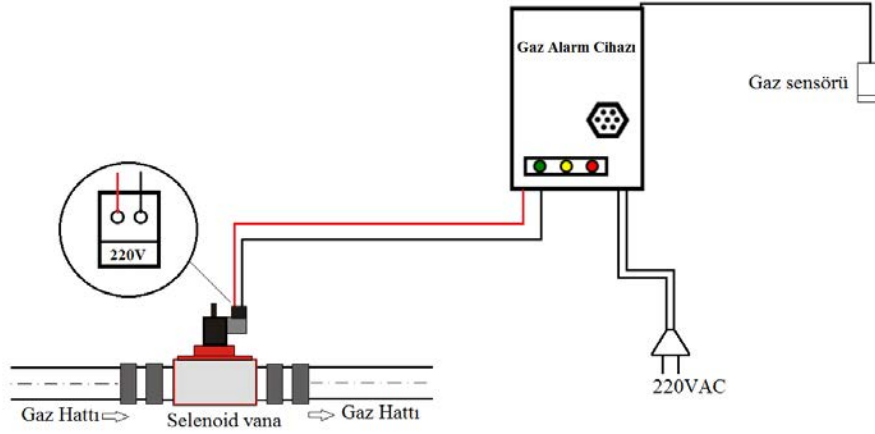 Gaz Alarm Cihazı
Gaz sensörü
220V
220VAC
Gaz Hattı
Selenoid vana
Gaz Hattı